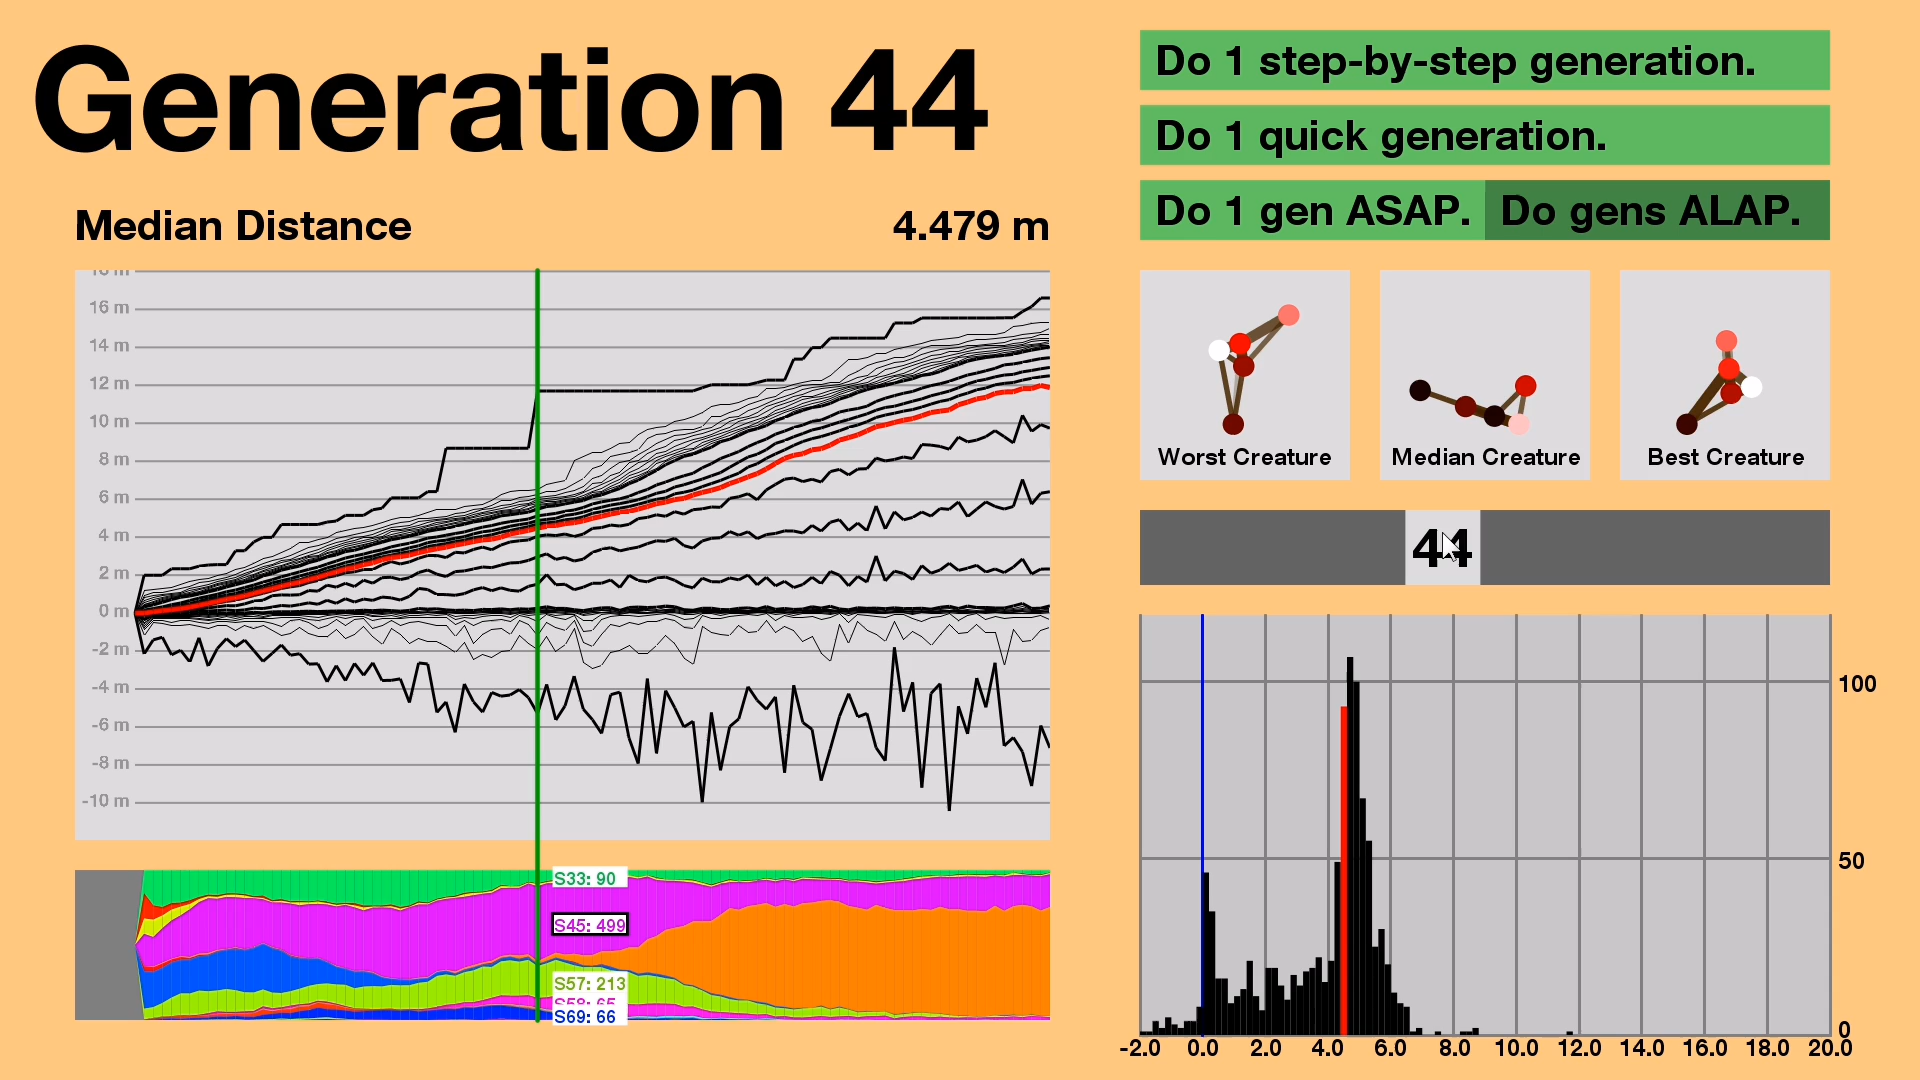 Generation 44
Do 1 step-by-step generation.
Do 1 quick generation.
Do 1 gen ASAP. Do gens ALAP.
Median Distance 4.479 m
16 m
14 m
12 m
10 m
8 m
6 m
4 m
2 m
0 m
-2 m
-4 m
-6 m
-8 m
-10 m
Worst Creature
Median Creature
Best Creature
44
S33: 90
S45: 499
S57: 213
S58: 65
S69: 66
100
50
0
-2.0 0.0 2.0 4.0 6.0 8.0 10.0 12.0 14.0 16.0 18.0 20.0